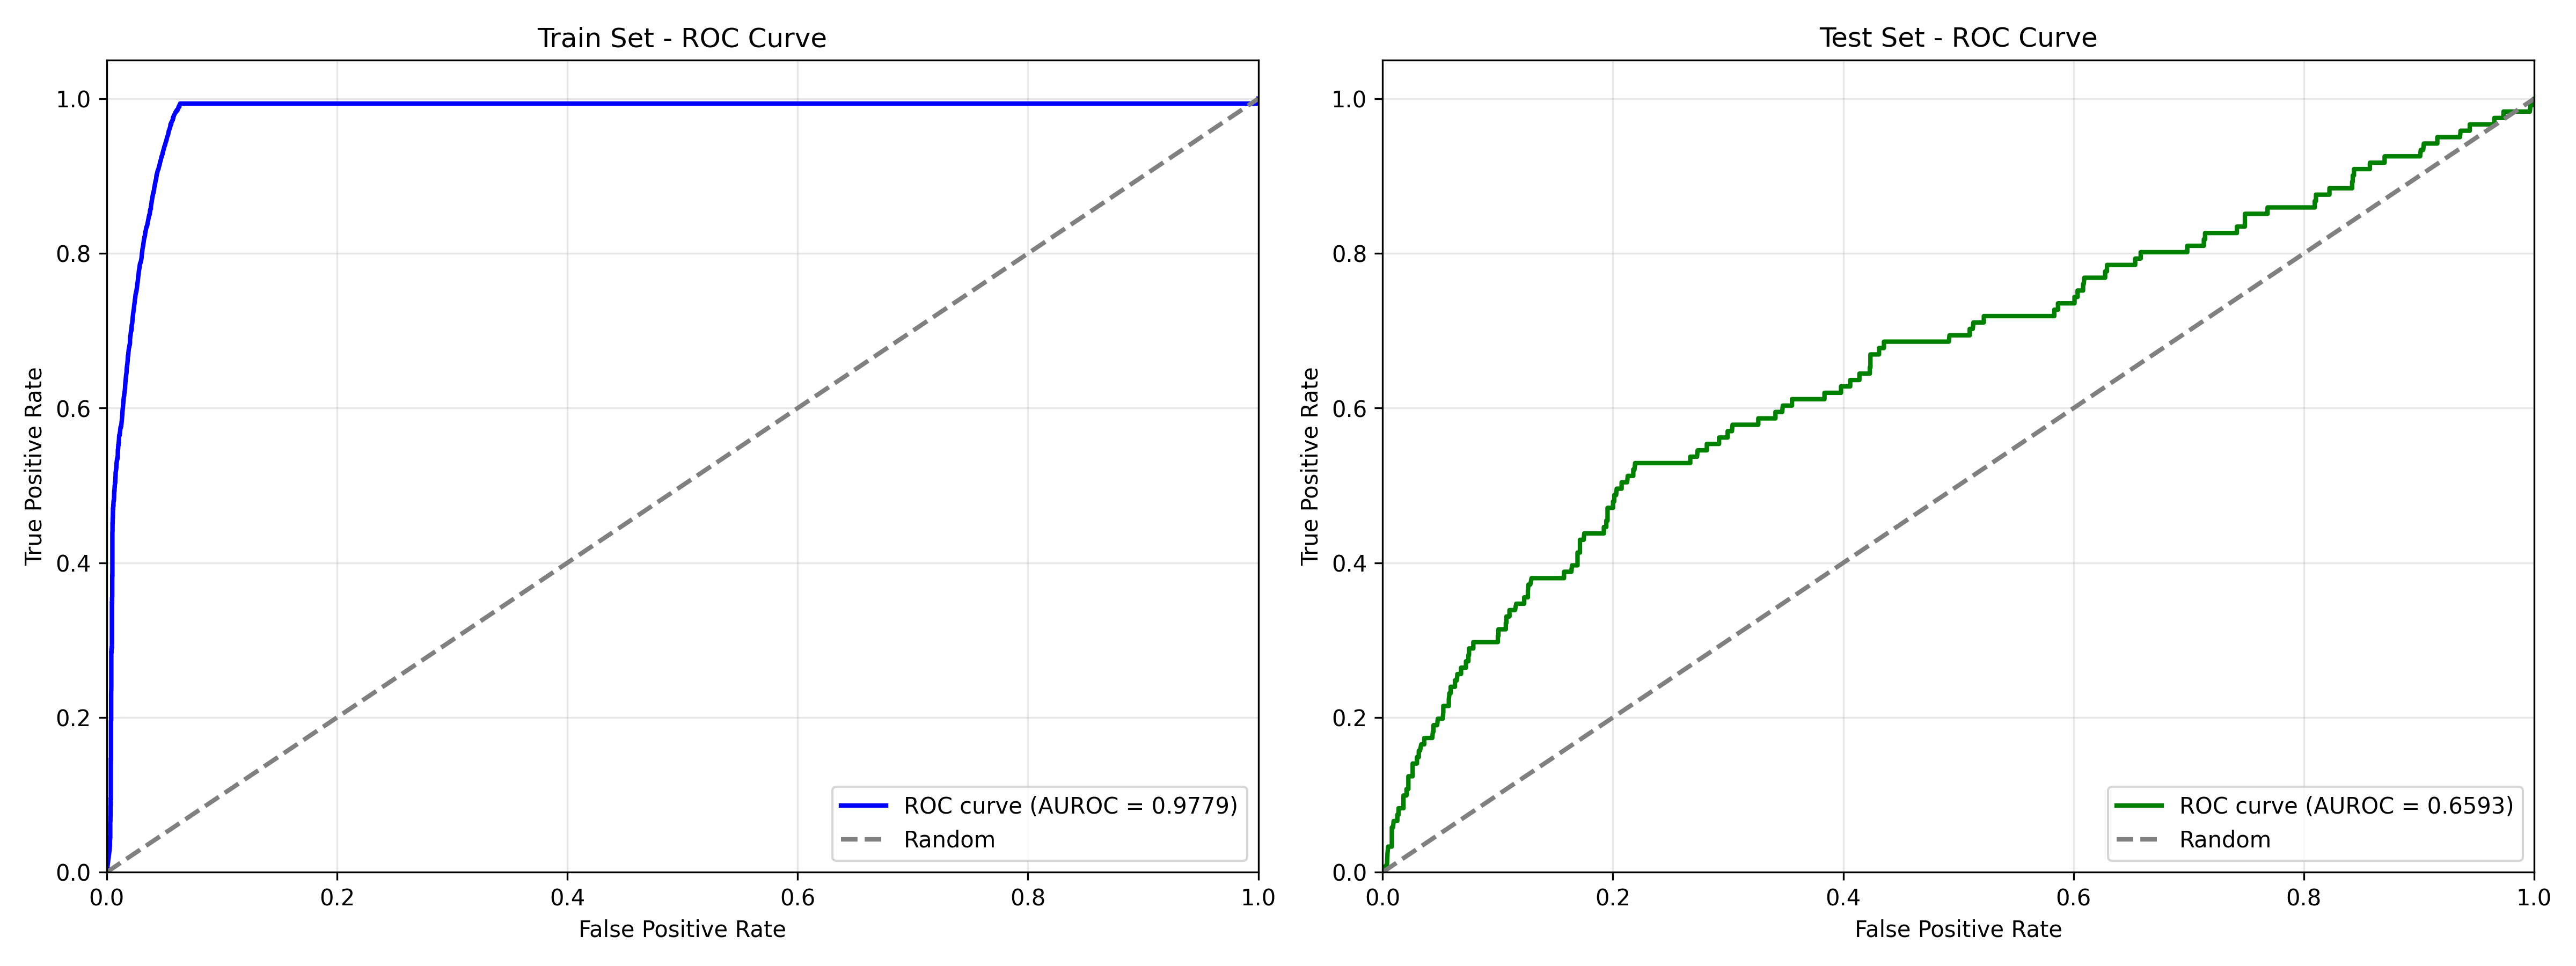 Train Set - ROC Curve
True Positive Rate
1.0
0.8
0.6
0.4
0.2
0.0
0.0 0.2 0.4 0.6 0.8 1.0
False Positive Rate
ROC curve (AUROC = 0.9779)
Random
Test Set - ROC Curve
True Positive Rate
1.0
0.8
0.6
0.4
0.2
0.0
0.0 0.2 0.4 0.6 0.8 1.0
False Positive Rate
ROC curve (AUROC = 0.6593)
Random